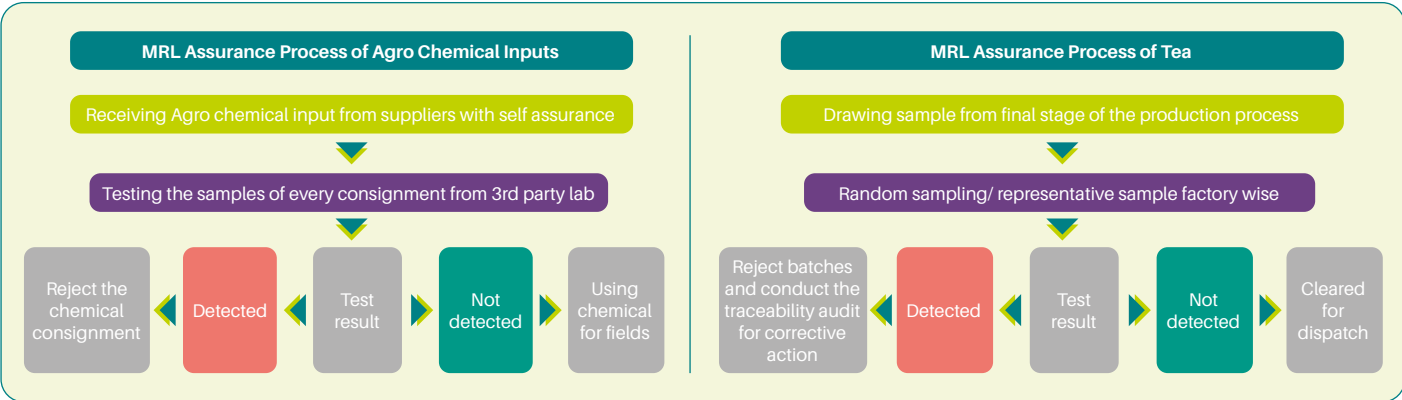 MRL Assurance Process of Agro Chemical Inputs
Receiving Agro chemical input from suppliers with self assurance
Testing the samples of every consignment from 3rd party lab
Reject the
chemical
consignment
Detected
Test
result
Not
detected
Using
chemical
for fields
MRL Assurance Process of Tea
Drawing sample from final stage of the production process
Random sampling/ representative sample factory wise
Reject batches
and conduct the
traceability audit
for corrective
action
Detected
Test
result
Not
detected
Cleared
for
dispatch